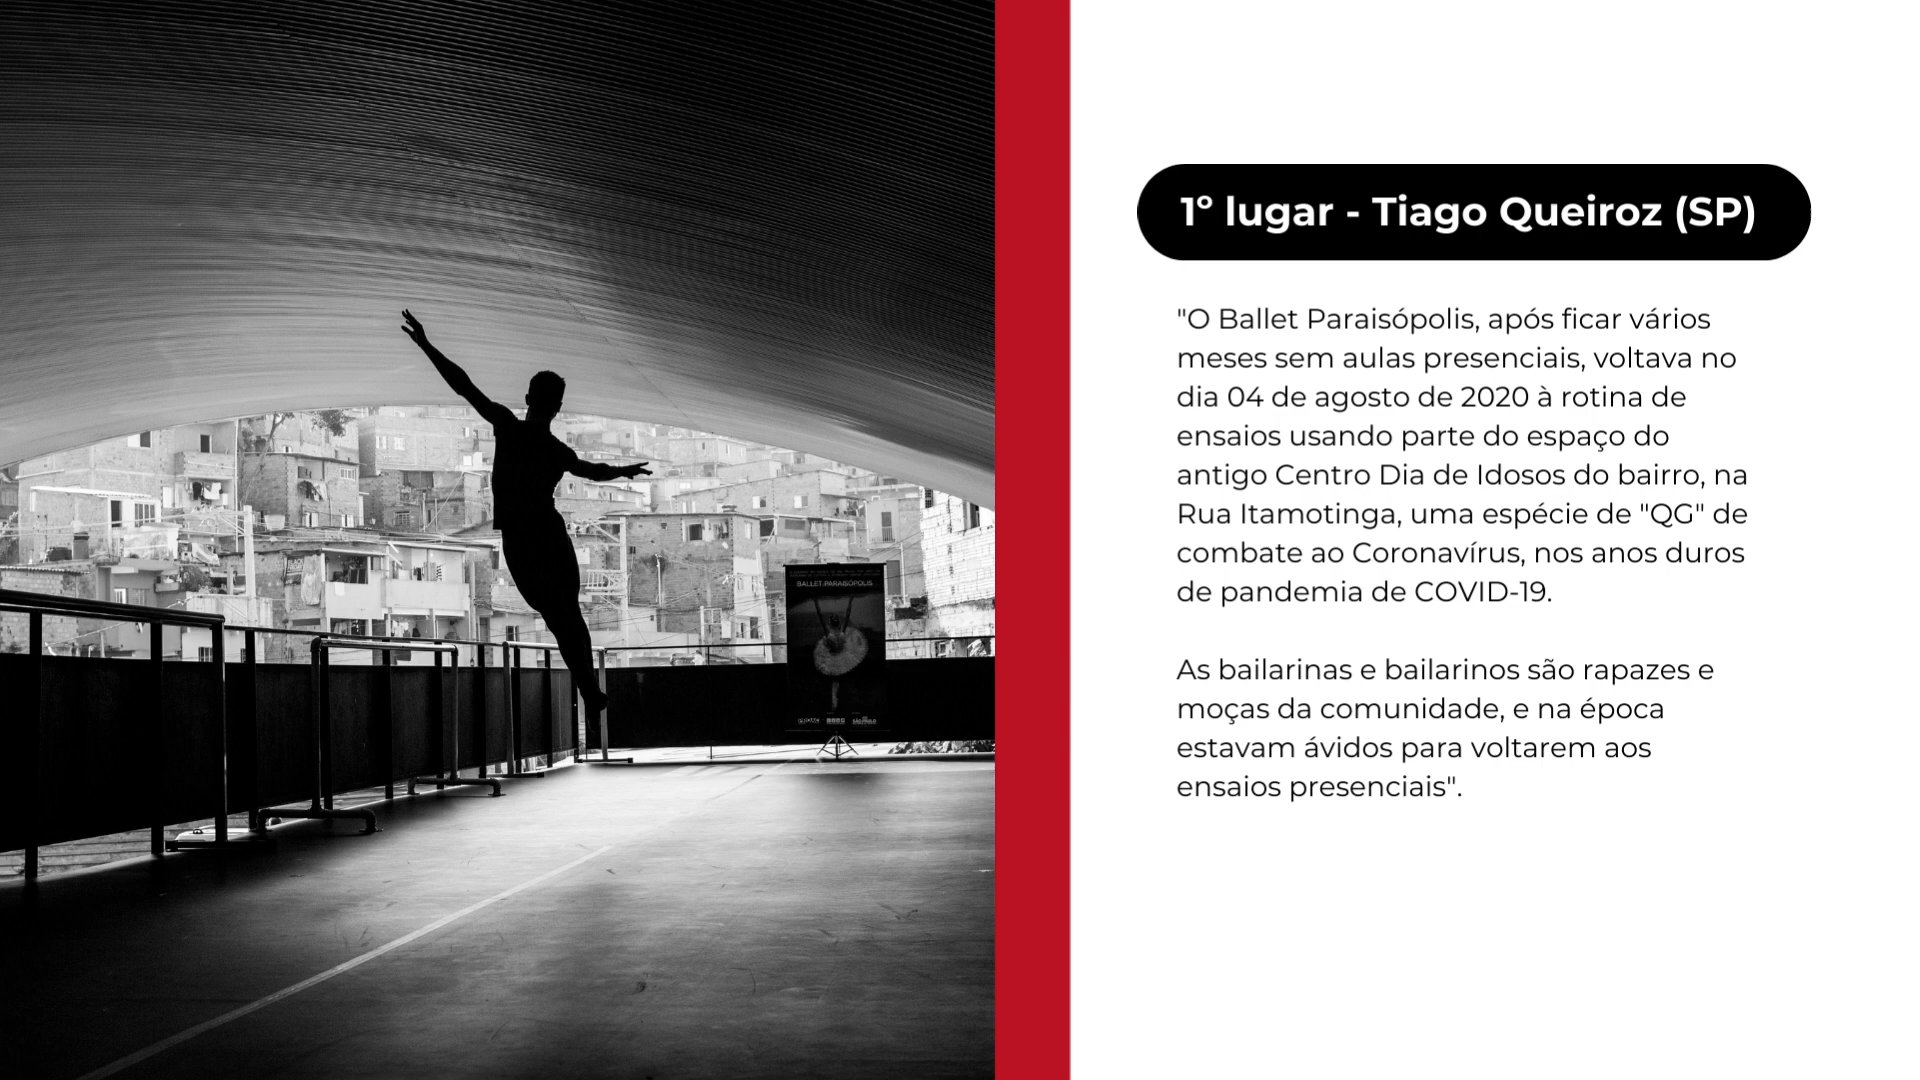 BALLET PARAISÓPOLIS
1º lugar - Tiago Queiroz (SP)
"O Ballet Paraisópolis, após ficar vários
meses sem aulas presenciais, voltava no
dia 04 de agosto de 2020 à rotina de
ensaios usando parte do espaço do
antigo Centro Dia de Idosos do bairro, na
Rua Itamotinga, uma espécie de "QG" de
combate ao Coronavírus, nos anos duros
de pandemia de COVID-19.
As bailarinas e bailarinos são rapazes e
moças da comunidade, e na época
estavam ávidos para voltarem aos
ensaios presenciais".